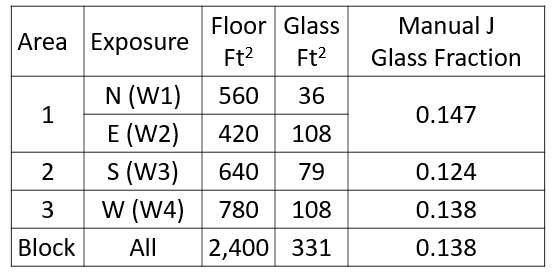 Area Exposure Floor Ft² Glass Ft² Manual J Glass Fraction
1 N (W1) 560 36 0.147
E (W2) 420 108
2 S (W3) 640 79 0.124
3 W (W4) 780 108 0.138
Block All 2,400 331 0.138